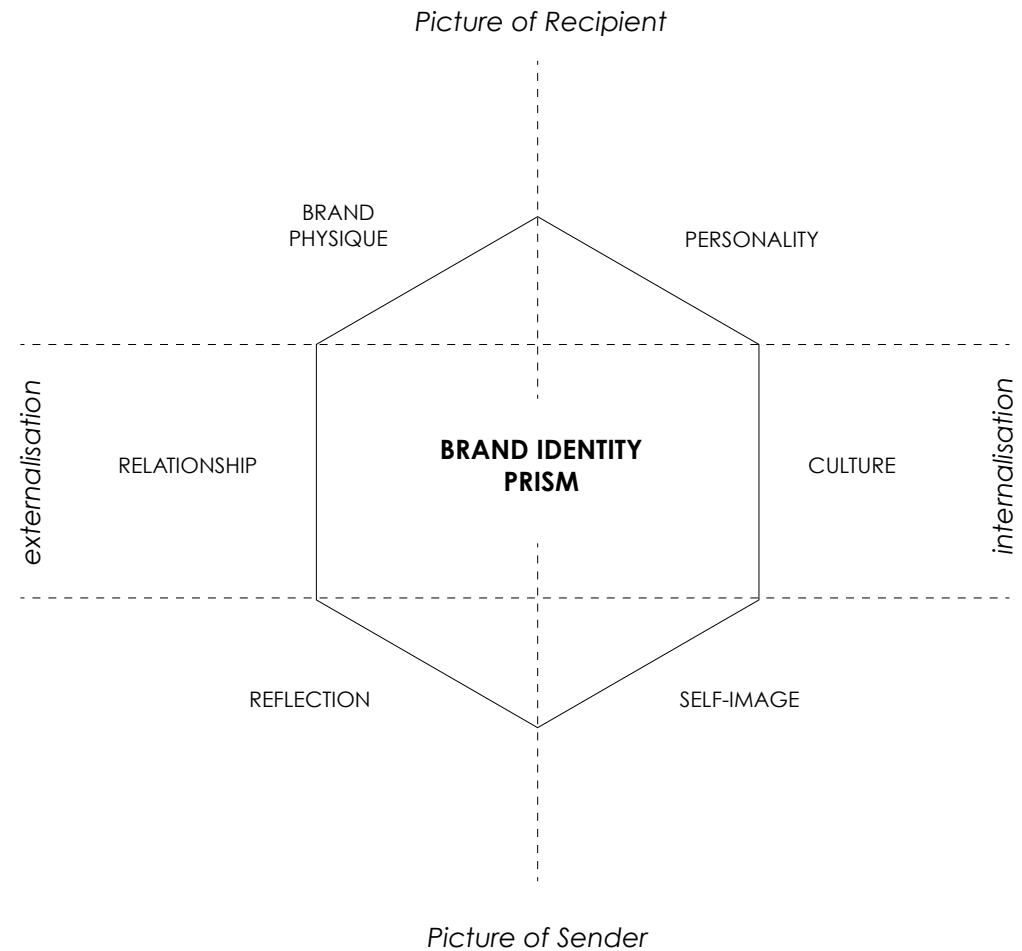 Picture of Recipient
BRAND
PHYSIQUE
PERSONALITY
externalisation
RELATIONSHIP
BRAND IDENTITY
PRISM
CULTURE
internalisation
REFLECTION
SELF-IMAGE
Picture of Sender